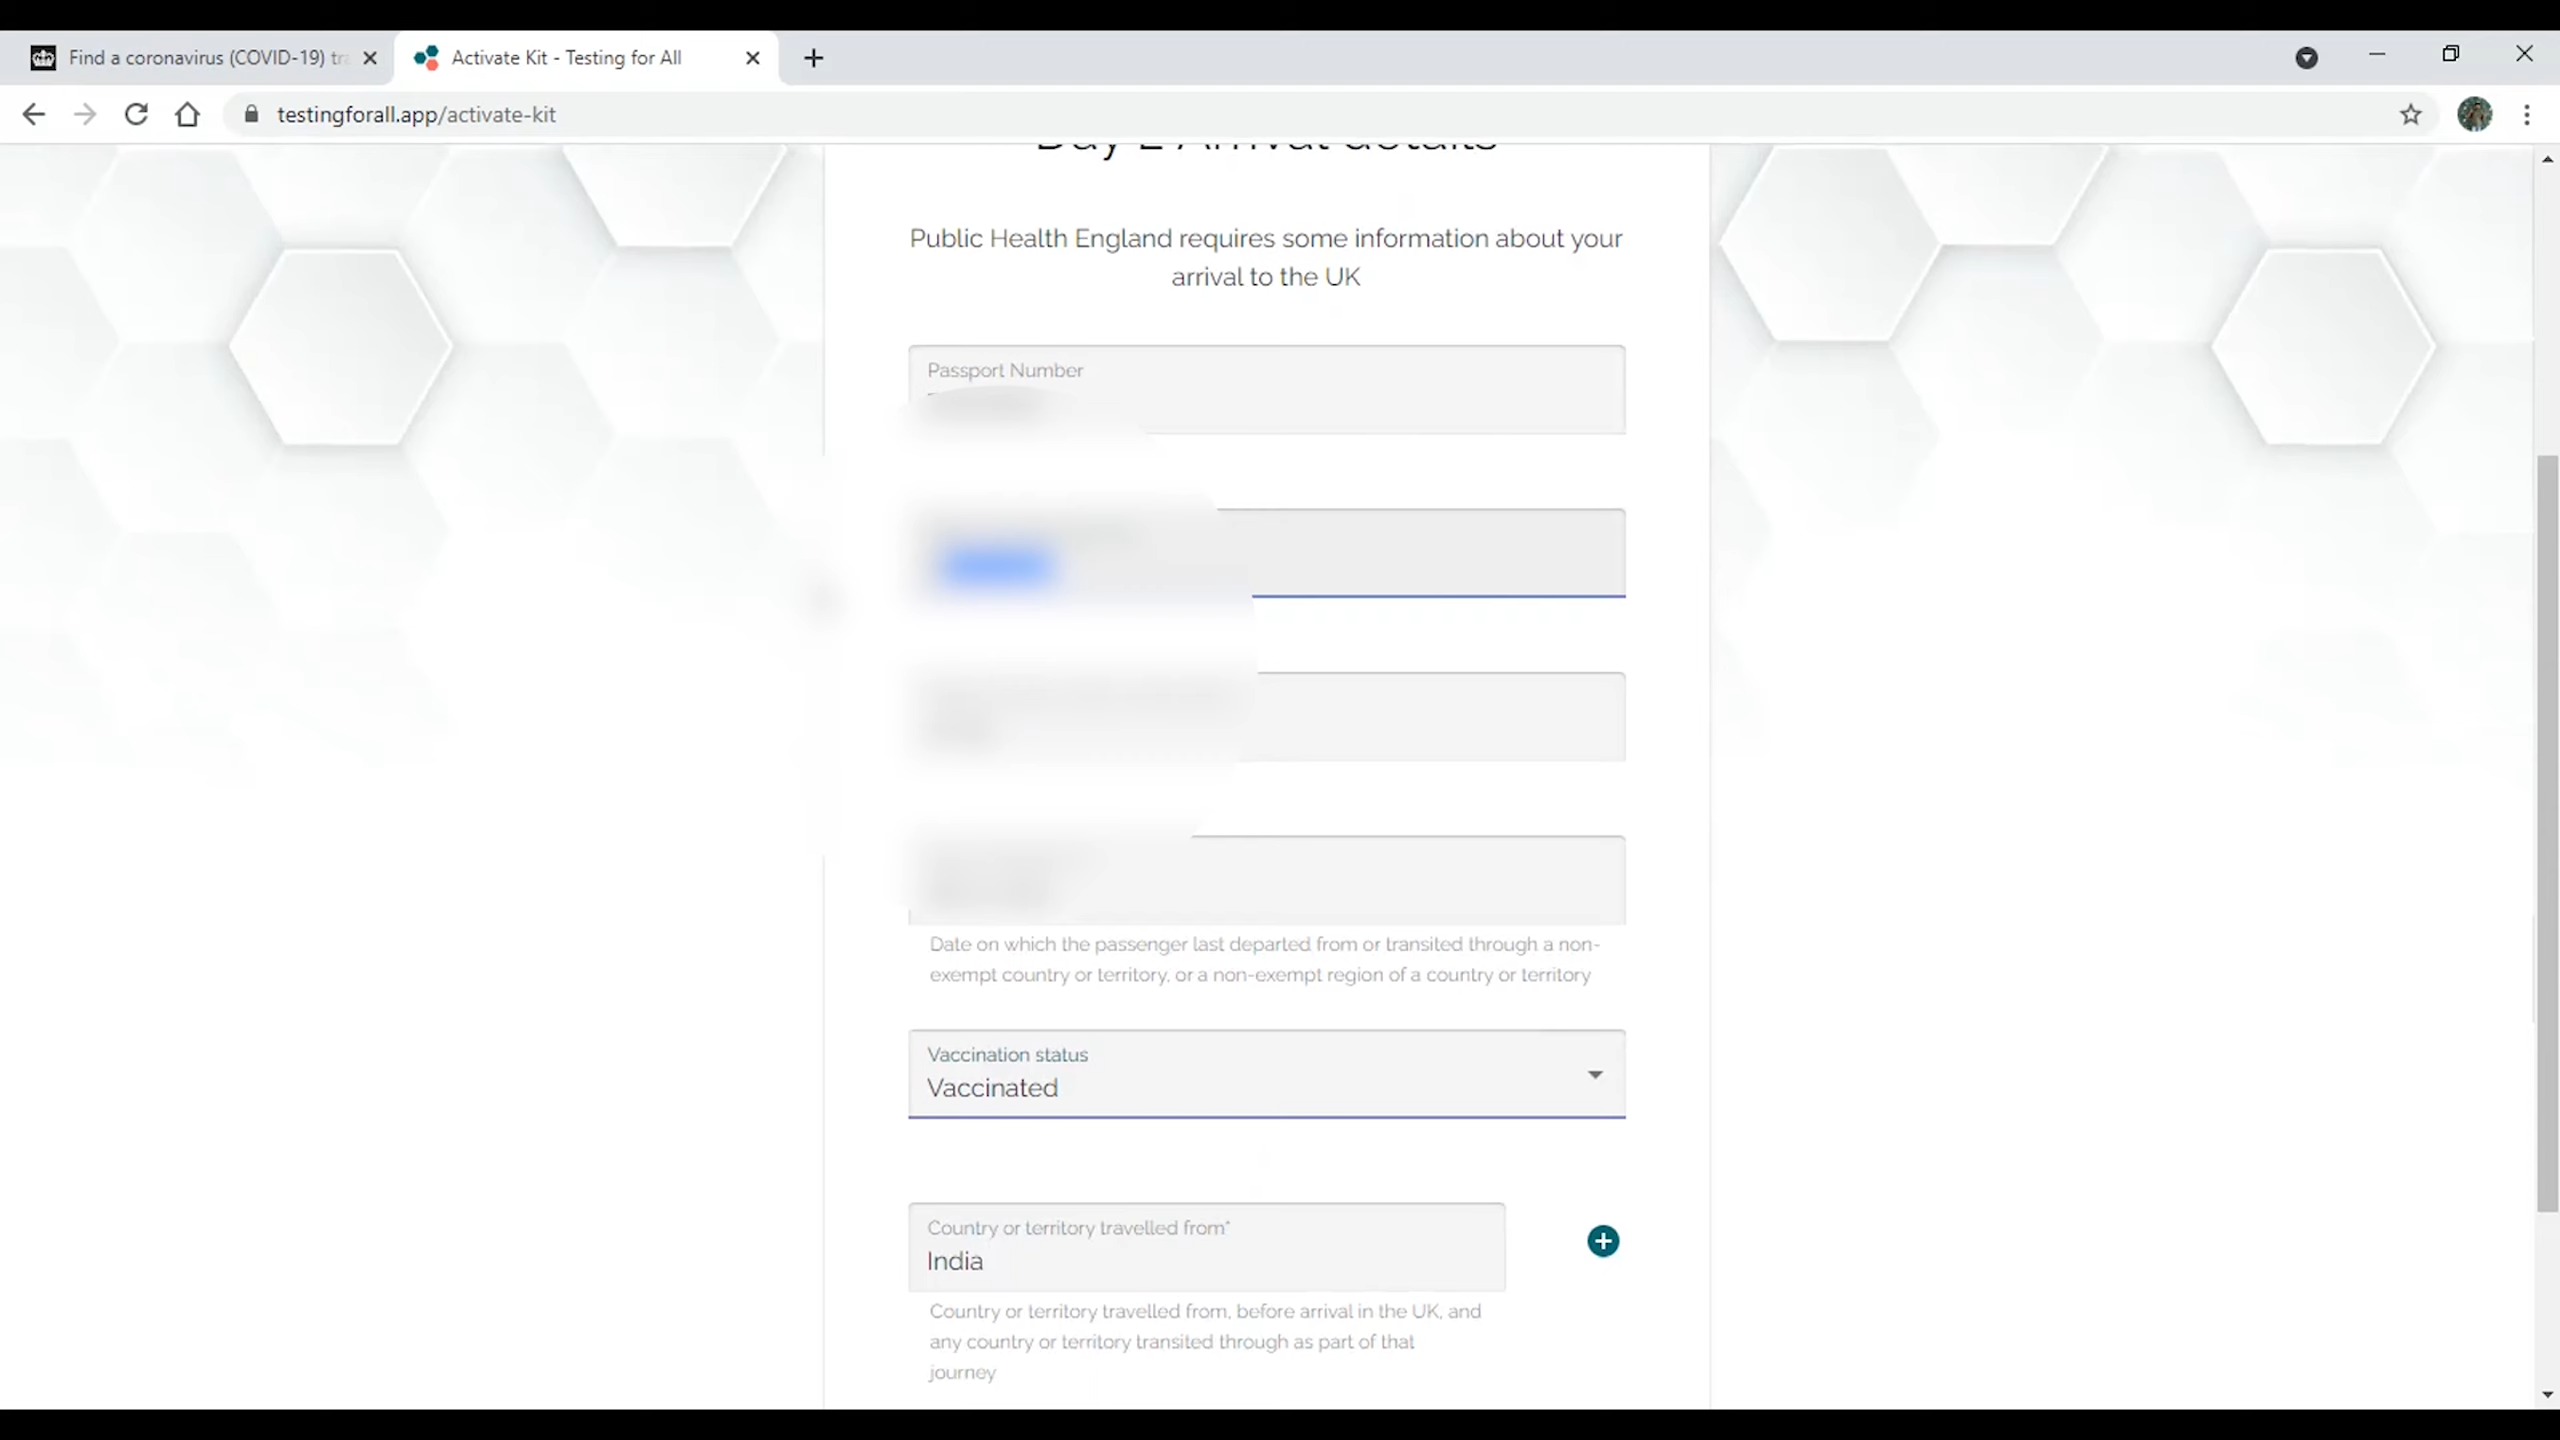 Find a coronavirus (COVID-19) tr
Activate Kit - Testing for All
testingforall.app/activate-kit
Day 2 Arrival details
Public Health England requires some information about your
arrival to the UK
Passport Number
Date on which the passenger last departed from or transited through a non-
exempt country or territory, or a non-exempt region of a country or territory
Vaccination status
Vaccinated
Country or territory travelled from*
India
Country or territory travelled from, before arrival in the UK, and
any country or territory transited through as part of that
journey